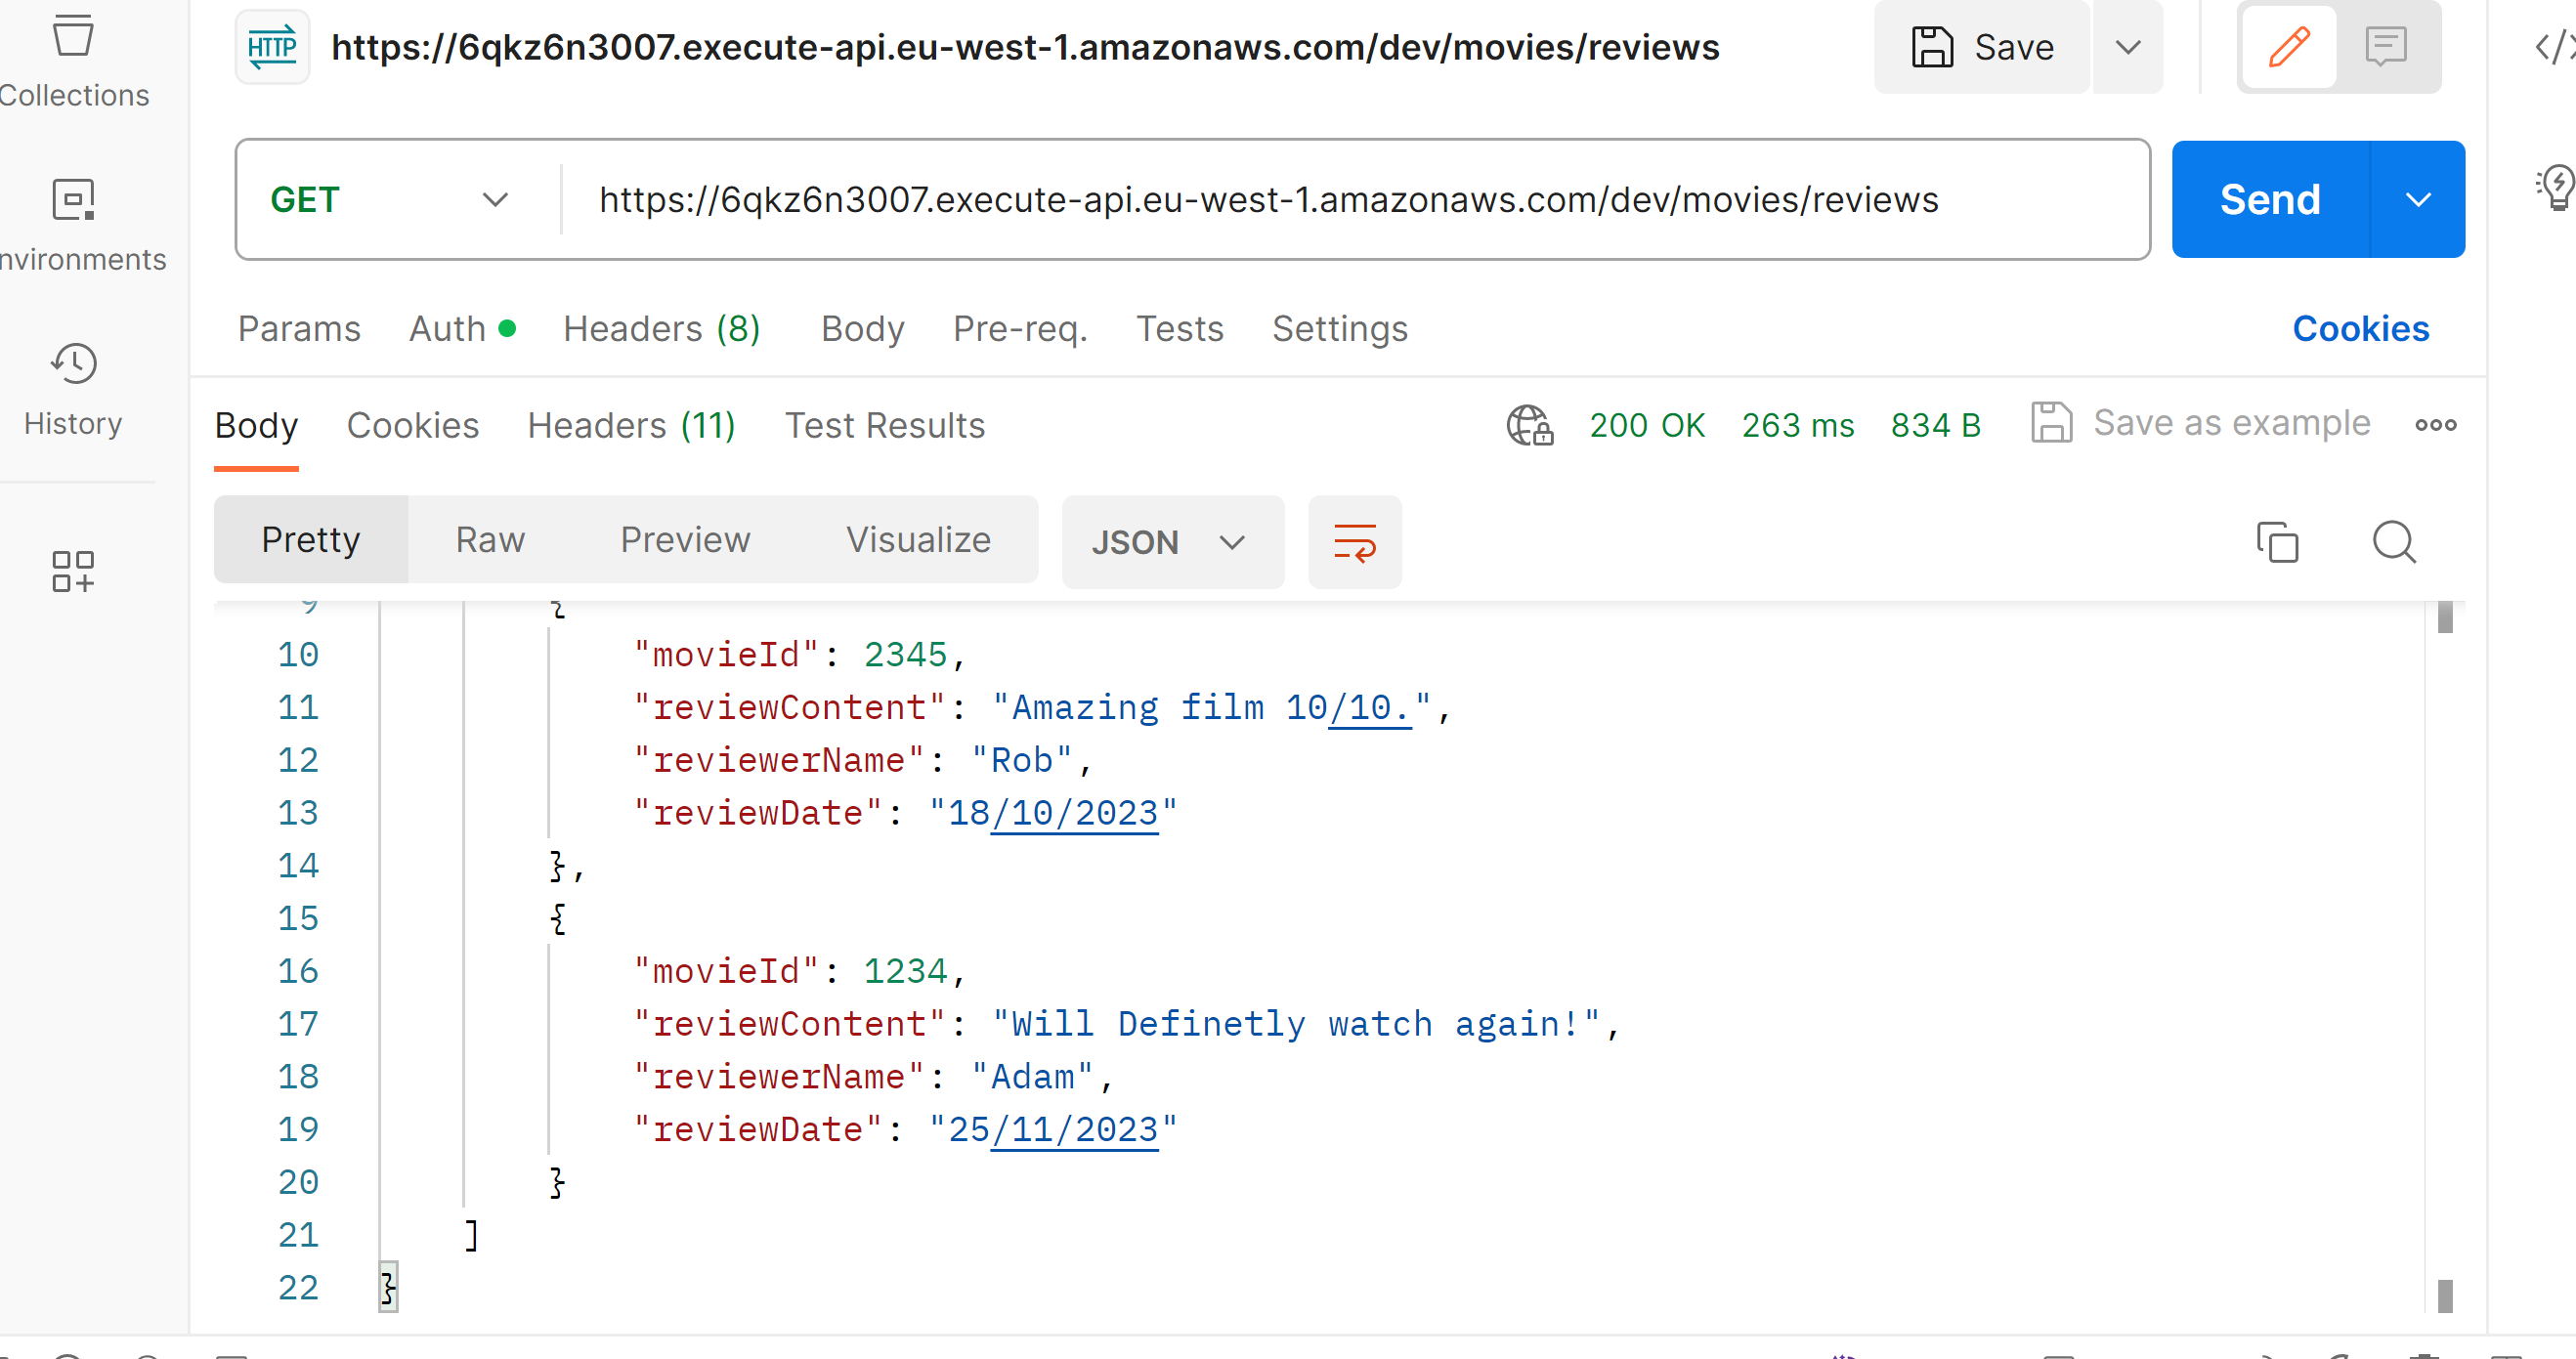 HTTP https://6qkz6n3007.execute-api.eu-west-1.amazonaws.com/dev/movies/reviews Save
Collections
GET https://6qkz6n3007.execute-api.eu-west-1.amazonaws.com/dev/movies/reviews Send
nvironments
Params Auth Headers (8) Body Pre-req. Tests Settings Cookies
History
Body Cookies Headers (11) Test Results 200 OK 263 ms 834 B Save as example
Pretty Raw Preview Visualize JSON
9 {
10 "movieId": 2345,
11 "reviewContent": "Amazing film 10/10.",
12 "reviewerName": "Rob",
13 "reviewDate": "18/10/2023"
14 },
15 {
16 "movieId": 1234,
17 "reviewContent": "Will Definetly watch again!",
18 "reviewerName": "Adam",
19 "reviewDate": "25/11/2023"
20 }
21 ]
22 }